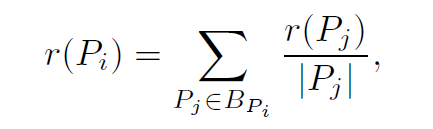 r(P_i) = \sum_{P_j \in B_{P_i}} \frac{r(P_j)}{|P_j|},